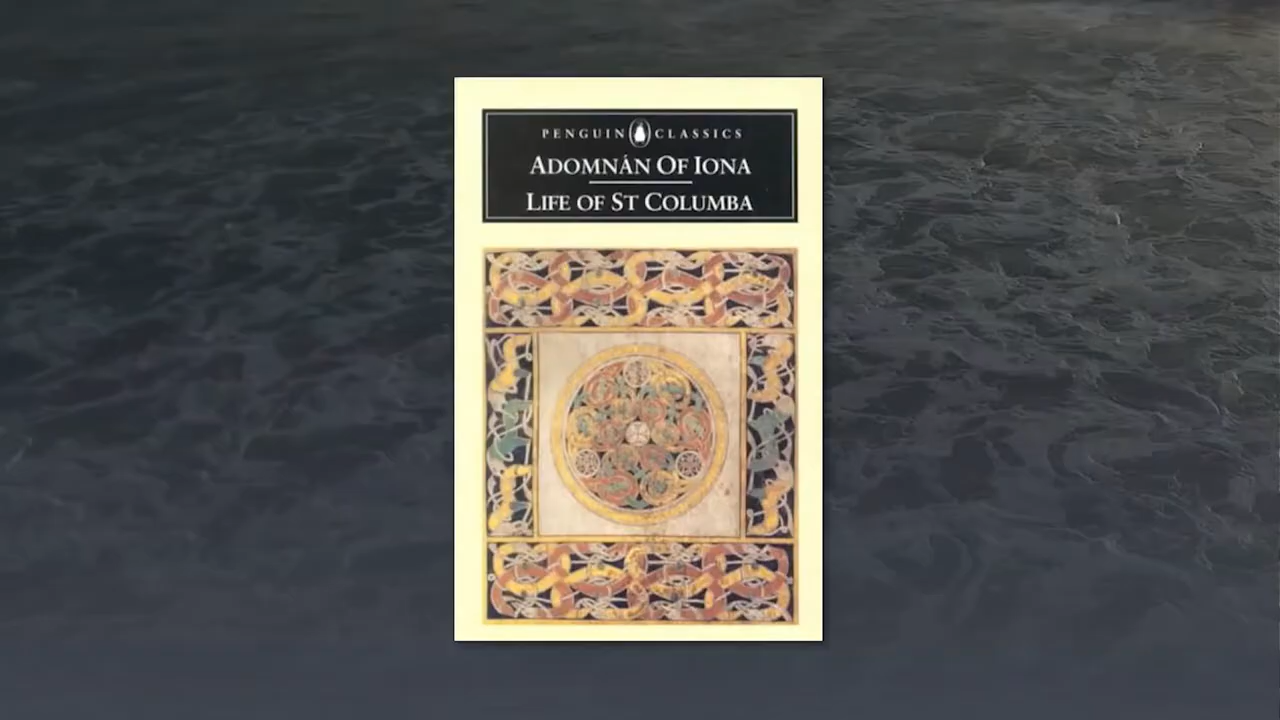 PENGUIN CLASSICS
ADOMNÁN OF IONA
LIFE OF ST COLUMBA